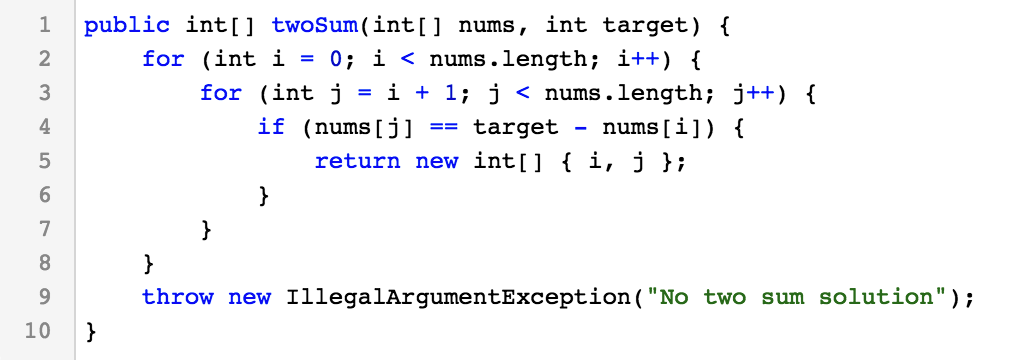 1 public int[] twoSum(int[] nums, int target) {
2     for (int i = 0; i < nums.length; i++) {
3         for (int j = i + 1; j < nums.length; j++) {
4             if (nums[j] == target - nums[i]) {
5                 return new int[] { i, j };
6             }
7         }
8     }
9     throw new IllegalArgumentException("No two sum solution");
10 }